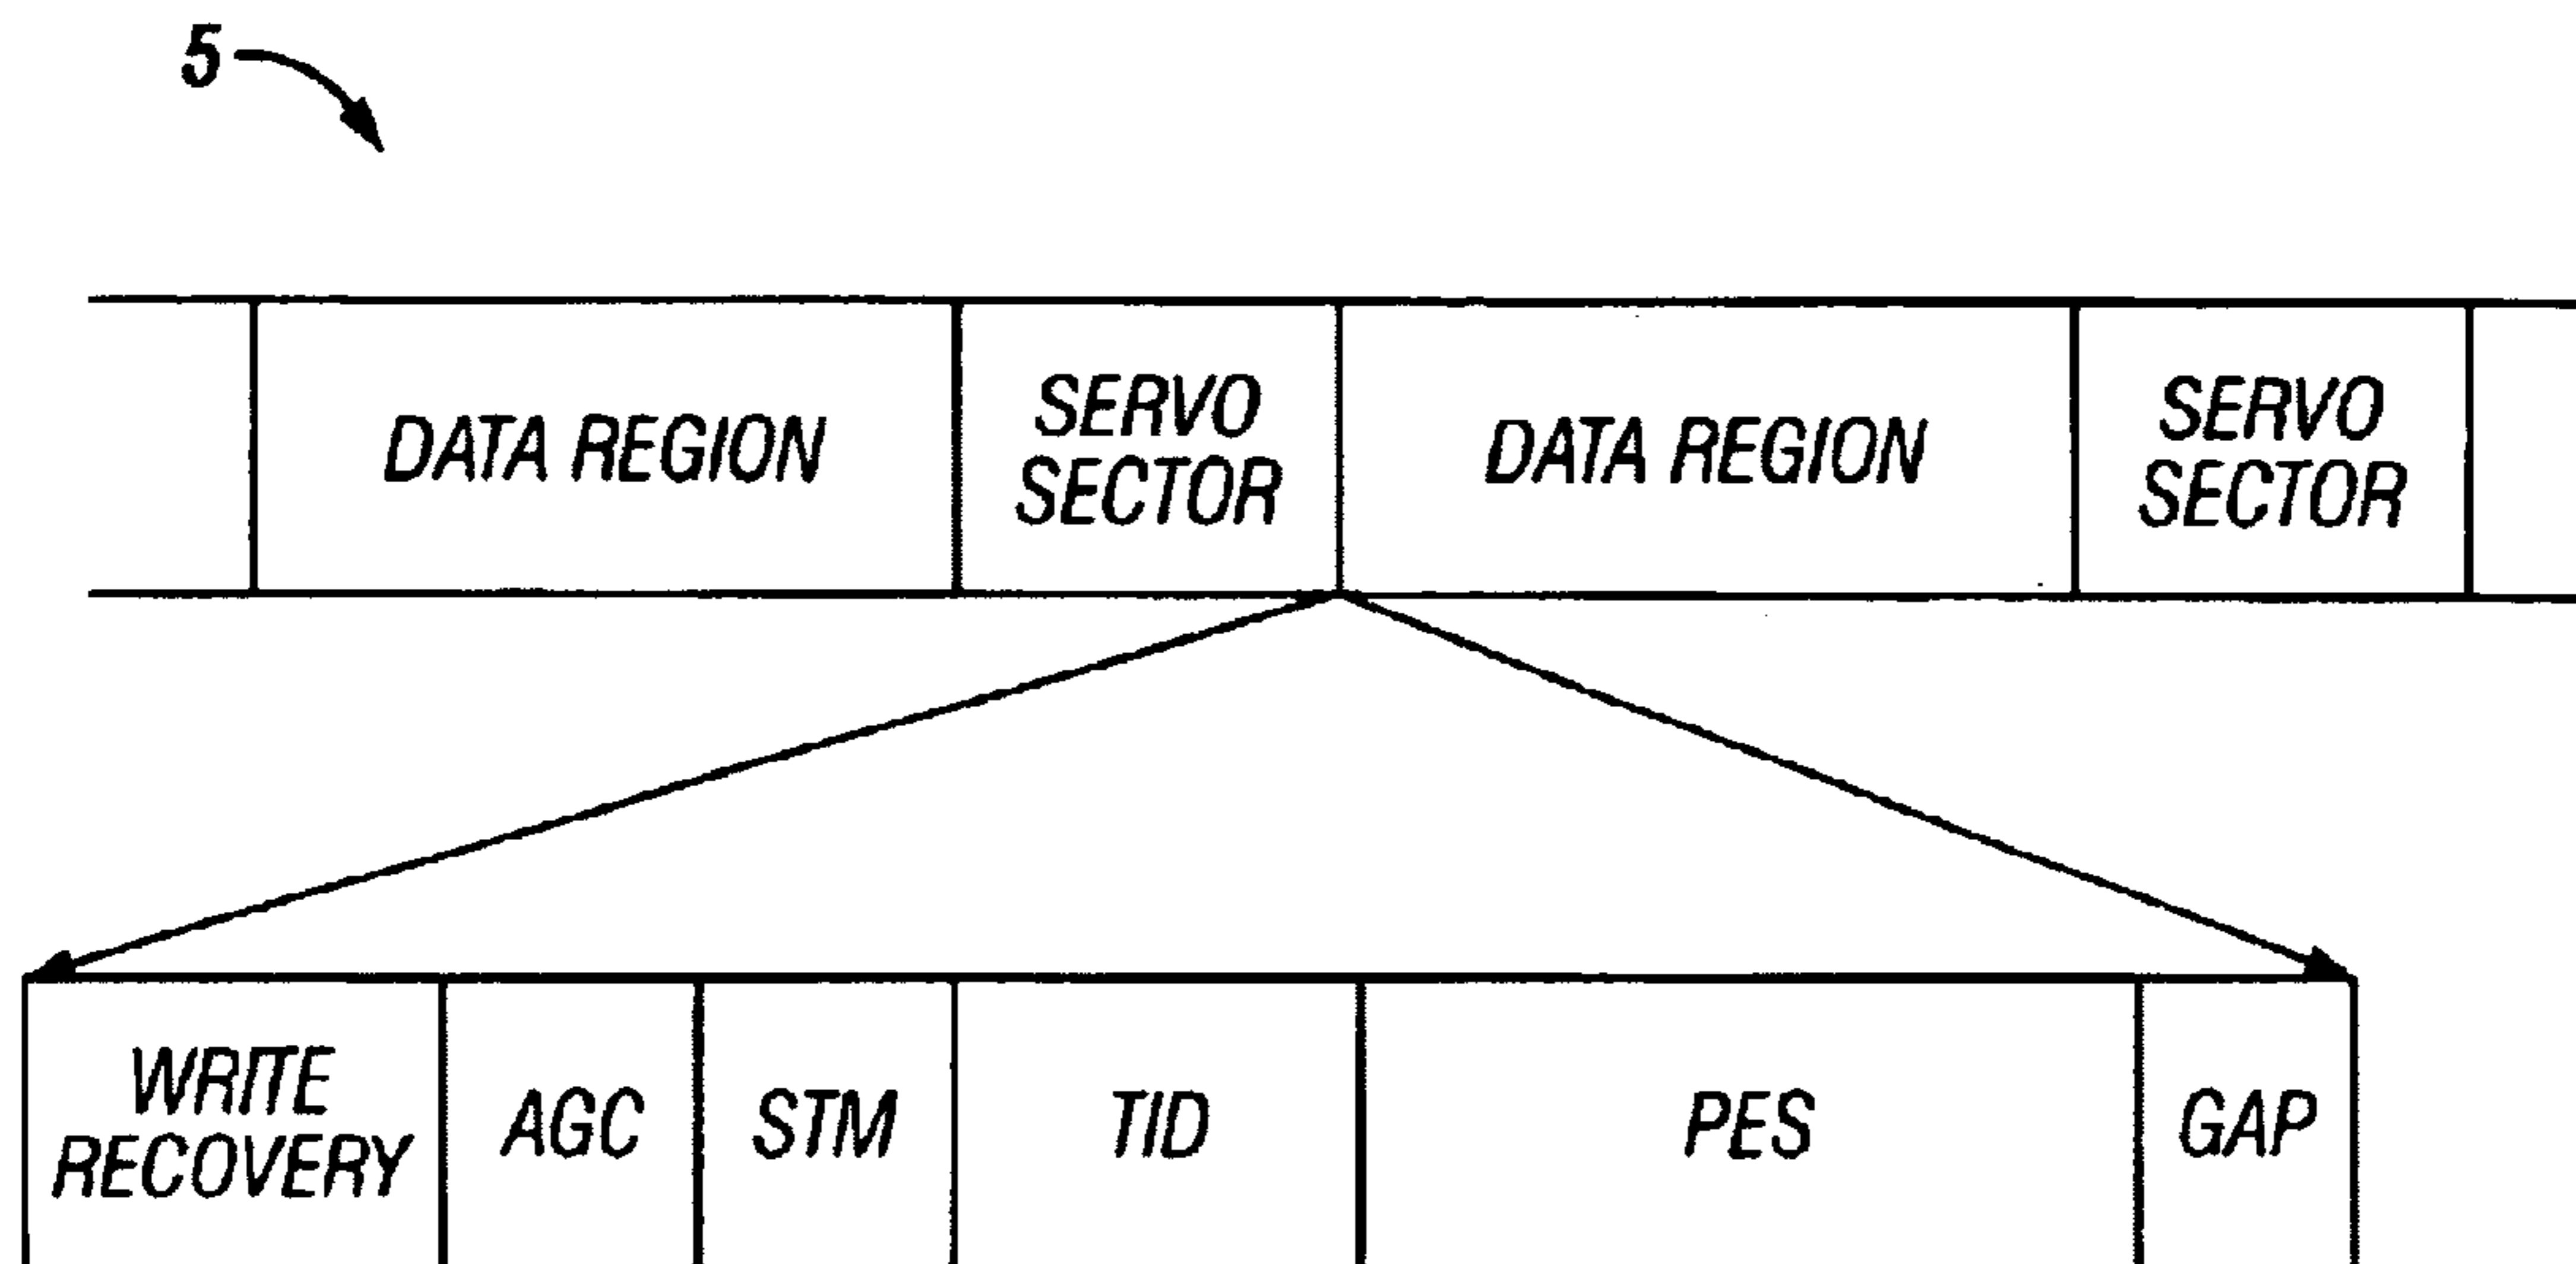 5
DATA REGION
SERVO
SECTOR
DATA REGION
SERVO
SECTOR
WRITE
RECOVERY
AGC
STM
TID
PES
GAP